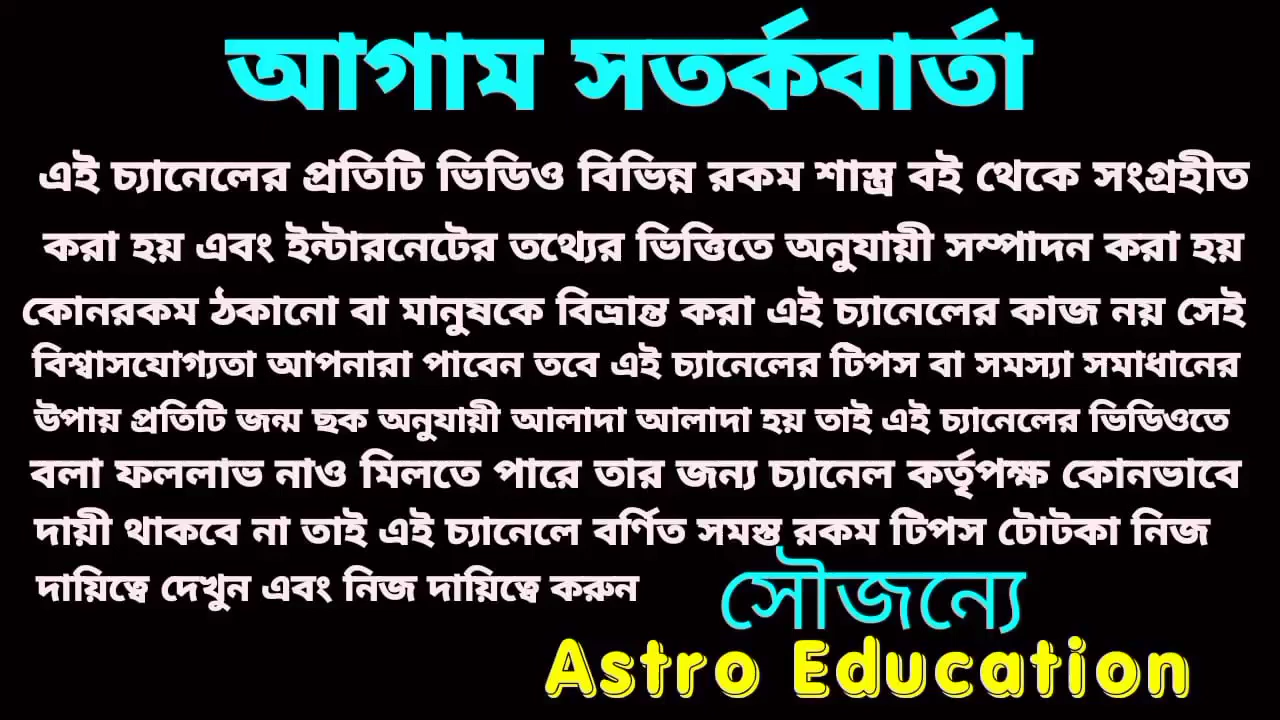 আগাম সতর্কবার্তা
এই চ্যানেলের প্রতিটি ভিডিও বিভিন্ন রকম শাস্ত্র বই থেকে সংগ্রহীত
করা হয় এবং ইন্টারনেটের তথ্যের ভিত্তিতে অনুযায়ী সম্পাদন করা হয়
কোনরকম ঠকানো বা মানুষকে বিভ্রান্ত করা এই চ্যানেলের কাজ নয় সেই
বিশ্বাসযোগ্যতা আপনারা পাবেন তবে এই চ্যানেলের টিপস বা সমস্যা সমাধানের
উপায় প্রতিটি জন্ম ছক অনুযায়ী আলাদা আলাদা হয় তাই এই চ্যানেলের ভিডিওতে
বলা ফললাভ নাও মিলতে পারে তার জন্য চ্যানেল কর্তৃপক্ষ কোনভাবে
দায়ী থাকবে না তাই এই চ্যানেলে বর্ণিত সমস্ত রকম টিপস টোটকা নিজ
দায়িত্বে দেখুন এবং নিজ দায়িত্বে করুন
সৌজন্যে
Astro Education